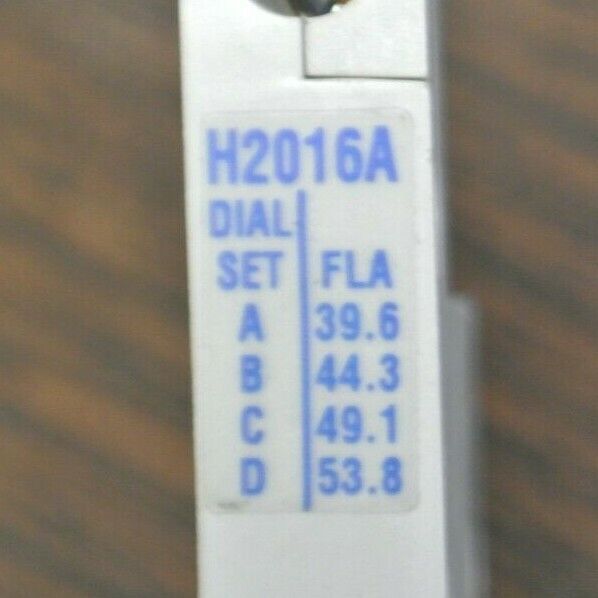 H2016A
DIAL
SET FLA
A 39.6
B 44.3
C 49.1
D 53.8